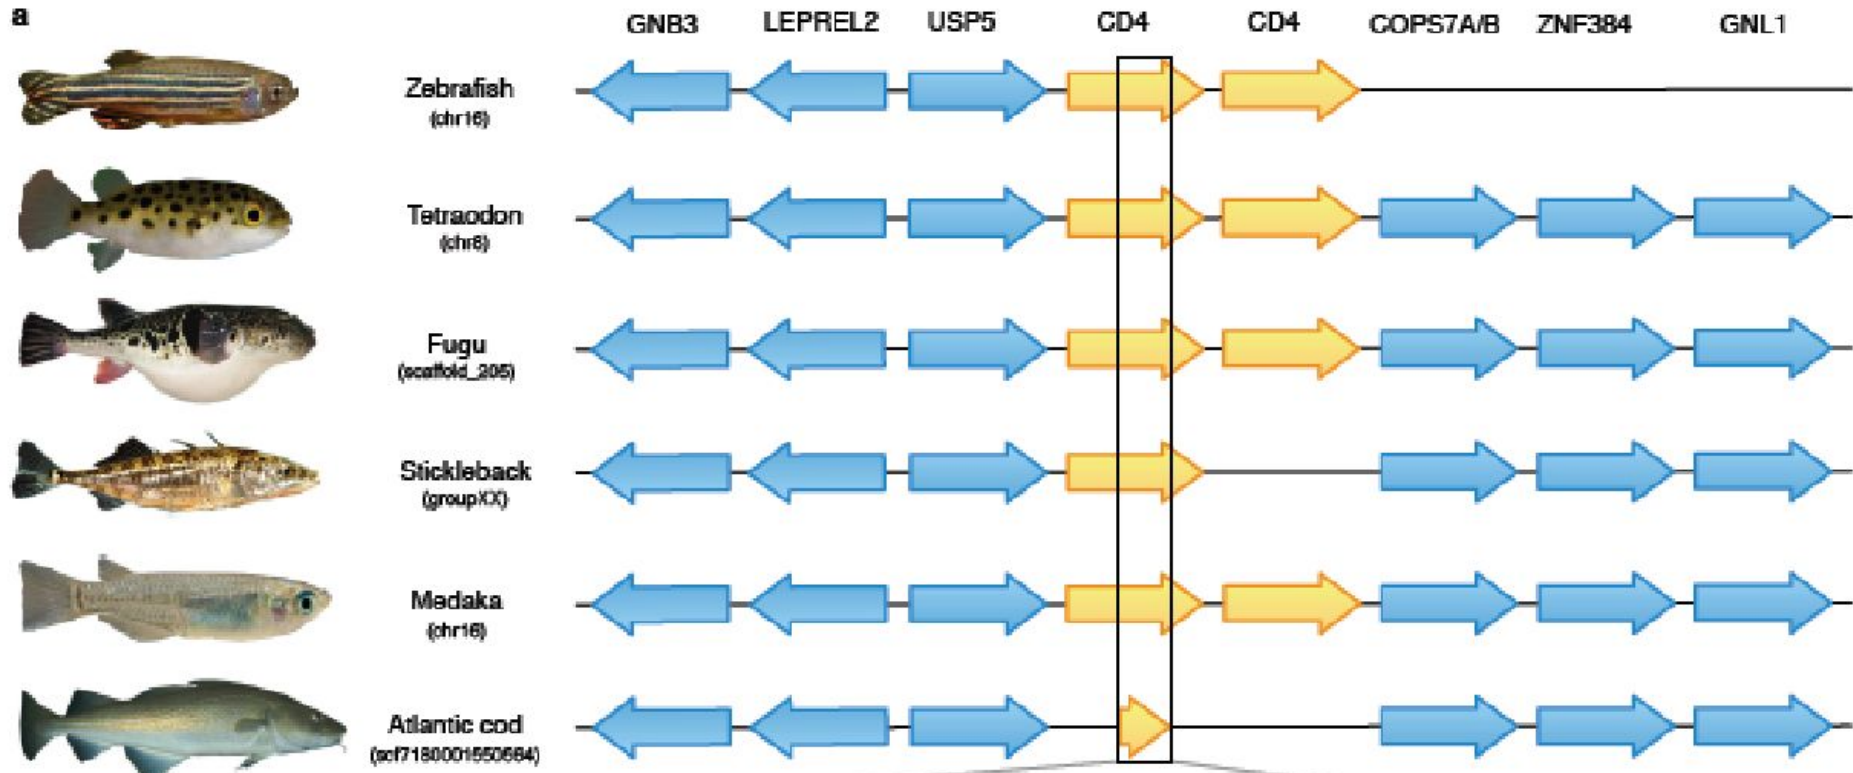 a
GNB3 LEPREL2 USP5 CD4 CD4 COPS7A/B ZNF384 GNL1
Zebrafish
(chr16)
Tetraodon
(chr8)
Fugu
(scaffold_205)
Stickleback
(groupXX)
Medaka
(chr16)
Atlantic cod
(scf7180001550564)